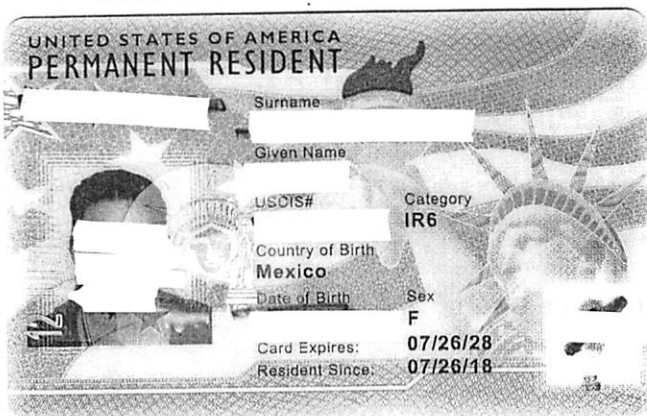 UNITED STATES OF AMERICA
PERMANENT RESIDENT
Surname
Given Name
USCIS#
Category
IR6
Country of Birth
Mexico
Date of Birth
Sex
F
Card Expires: 07/26/28
Resident Since: 07/26/18